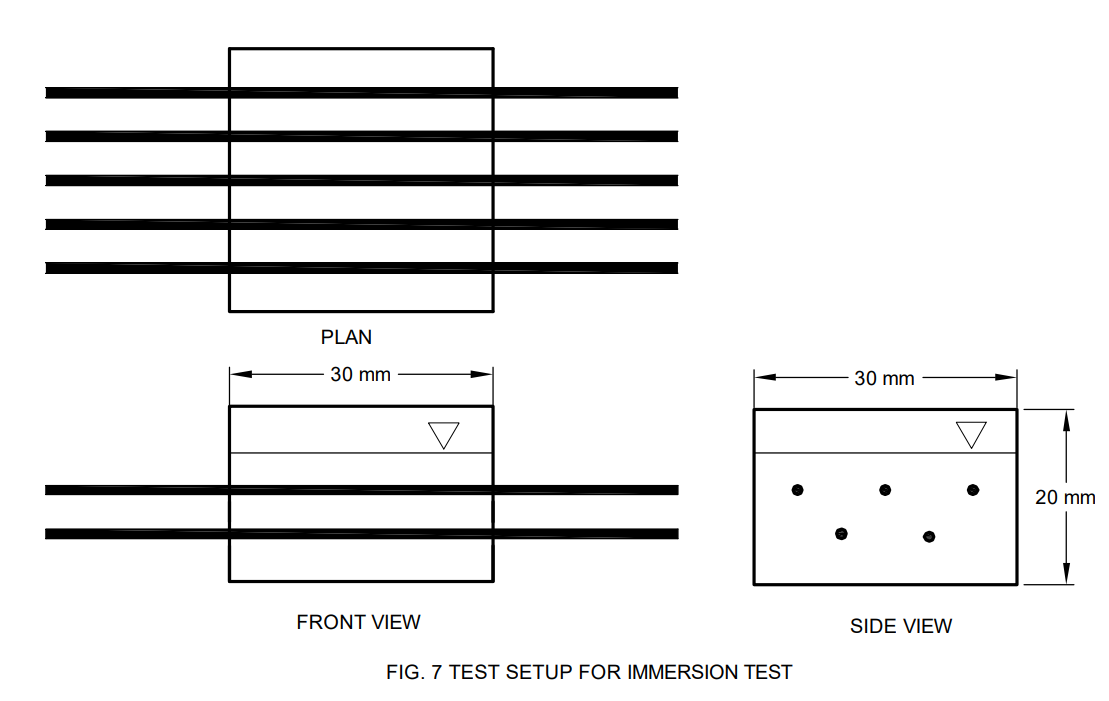 PLAN
30 mm
30 mm
20 mm
FRONT VIEW
SIDE VIEW
FIG. 7 TEST SETUP FOR IMMERSION TEST